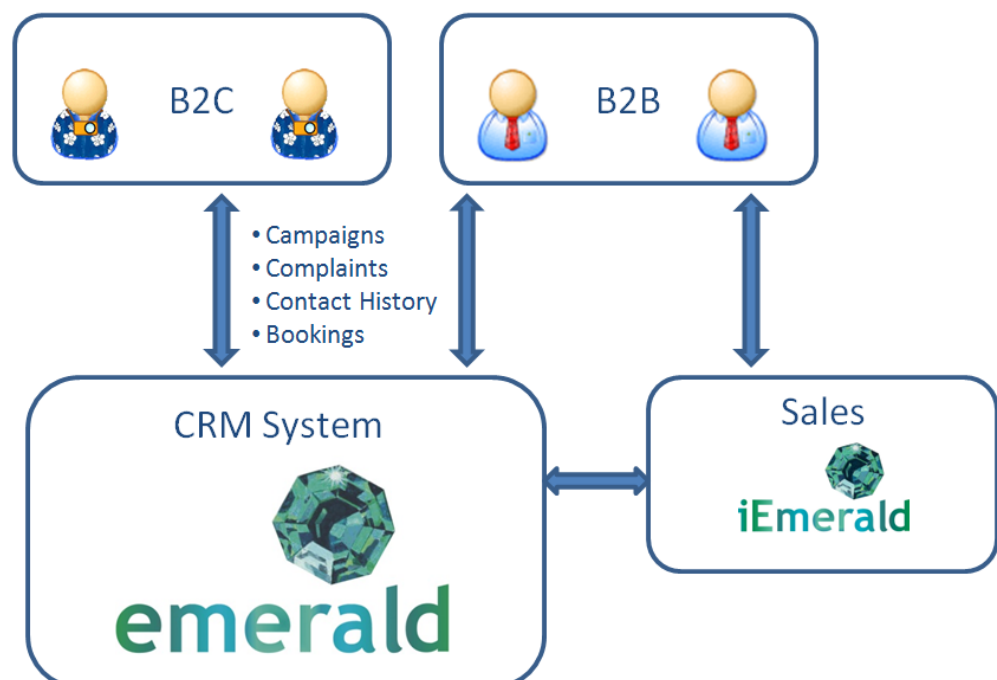 B2C
B2B
• Campaigns
• Complaints
• Contact History
• Bookings
CRM System
emerald
Sales
iEmerald